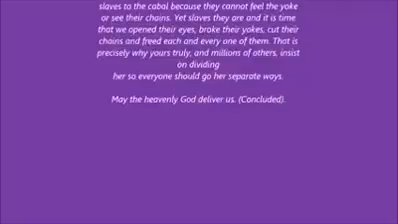 slaves to the cabal because they cannot feel the yoke
or see their chains. Yet slaves they are and it is time
that we opened their eyes, broke their yokes, cut their
chains and freed each and every one of them. That is
precisely why yours truly, and millions of others, insist
on dividing
her so everyone should go her separate ways.
May the heavenly God deliver us. (Concluded).